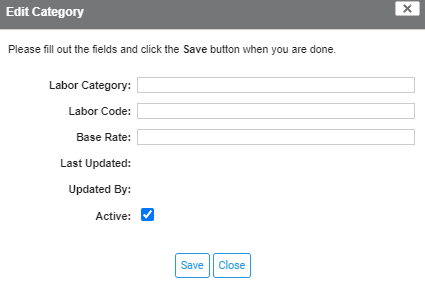 Edit Category
Please fill out the fields and click the Save button when you are done.
Labor Category:
Labor Code:
Base Rate:
Last Updated:
Updated By:
Active:
Save Close